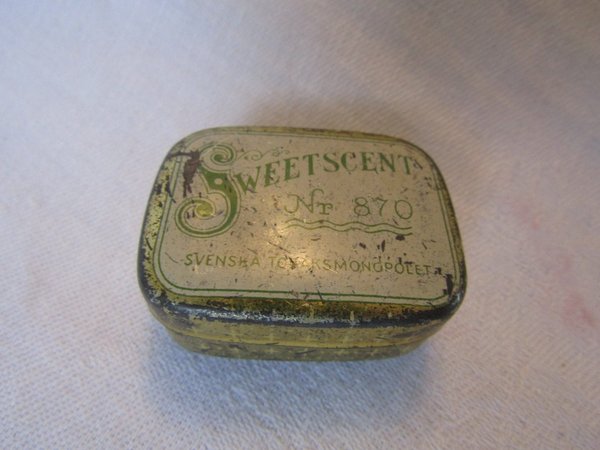 SWEETSCENT
Nr 870
SVENSKA TOBAKSMONOPOLET